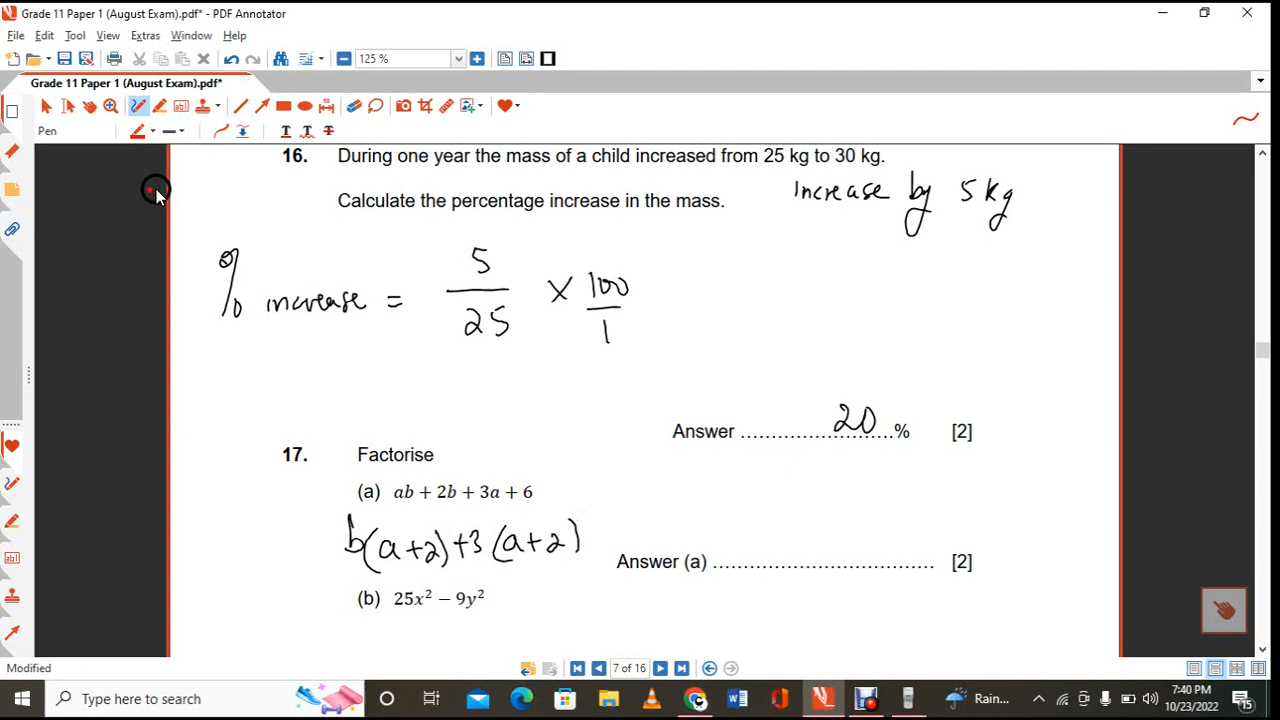 Grade 11 Paper 1 (August Exam).pdf* - PDF Annotator
File Edit Tool View Extras Window Help
125 %
Grade 11 Paper 1 (August Exam).pdf*
Pen
16. During one year the mass of a child increased from 25 kg to 30 kg.
Increase by 5 kg
Calculate the percentage increase in the mass.
% increase = 5/25 × 100/1
Answer ……………20……….% [2]
17. Factorise
(a) ab + 2b + 3a + 6
b(a+2)+3(a+2)
Answer (a) ………………………………… [2]
(b) 25x² − 9y²
Modified
7 of 16
Type here to search
Rain...
7:40 PM
10/23/2022
15